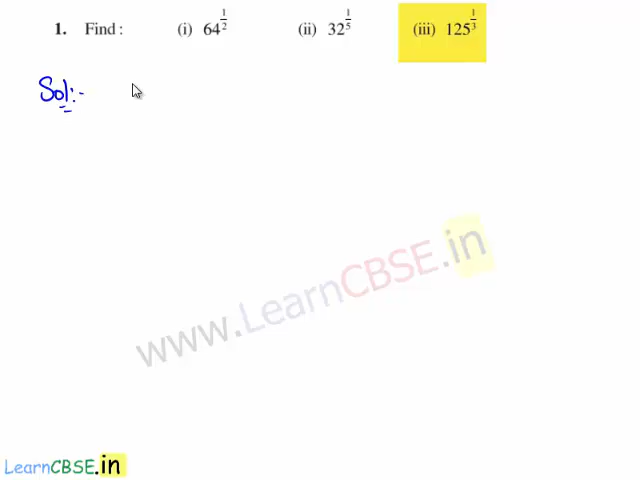 1. Find : (i) 64^{1/2} (ii) 32^{1/5} (iii) 125^{1/3}
Sol:-
www.LearnCBSE.in
LearnCBSE.in